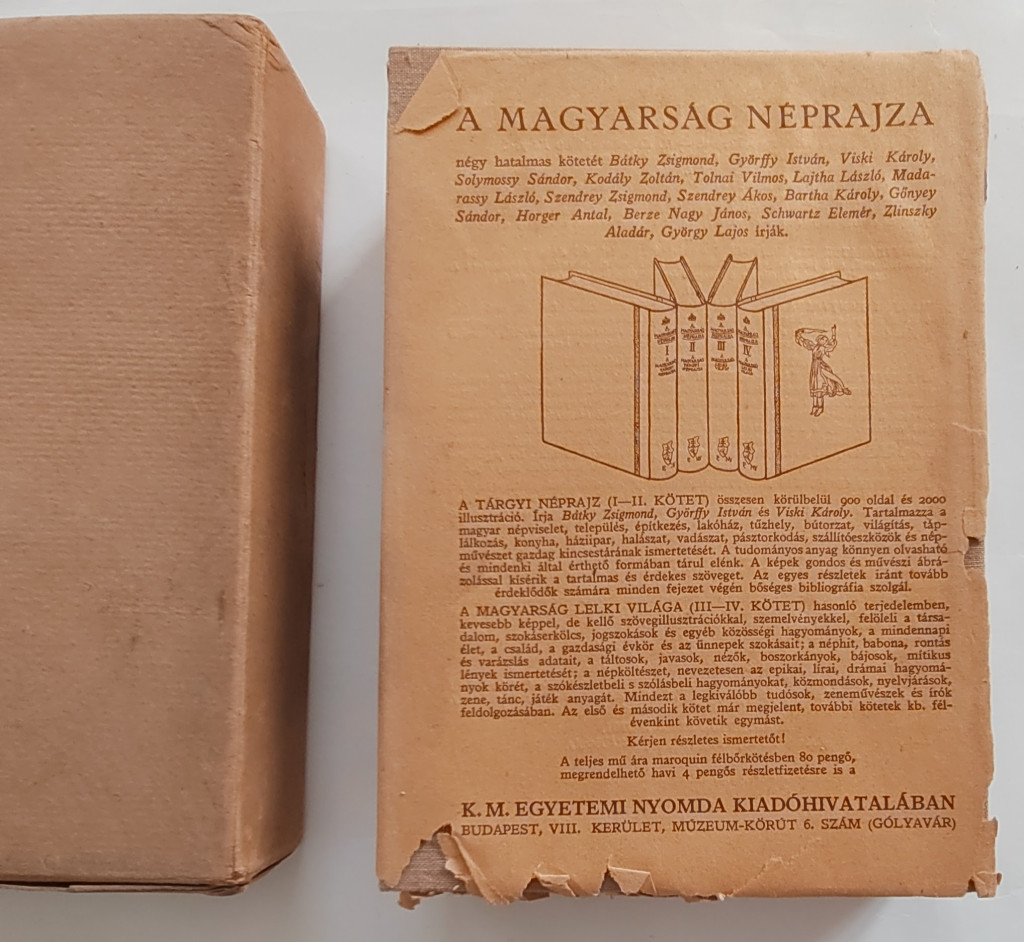 A MAGYARSÁG NÉPRAJZA
négy hatalmas kötetét Bátky Zsigmond, Györffy István, Viski Károly,
Solymossy Sándor, Kodály Zoltán, Tolnai Vilmos, Lajtha László, Mada-
rassy László, Szendrey Zsigmond, Szendrey Ákos, Bartha Károly, Gönyey
Sándor, Horger Antal, Berze Nagy János, Schwartz Elemér, Zlinszky
Aladár, György Lajos írják.
I II III IV
A TÁRGYI NÉPRAJZ (I—II. KÖTET) összesen körülbelül 900 oldal és 2000
illusztráció. Írja Bátky Zsigmond, Györffy István és Viski Károly. Tartalmazza a
magyar népviselet, település, építkezés, lakóház, tűzhely, bútorzat, világítás, táp-
lálkozás, konyha, háziipar, halászat, vadászat, pásztorkodás, szállítóeszközök és nép-
művészet gazdag kincsestárának ismertetését. A tudományos anyag könnyen olvasható
és mindenki által érthető formában tárul elénk. A képek gondos és művészi ábrá-
zolással kísérik a tartalmas és érdekes szöveget. Az egyes részletek iránt tovább
érdeklődők számára minden fejezet végén bőséges bibliográfia szolgál.
A MAGYARSÁG LELKI VILÁGA (III—IV. KÖTET) hasonló terjedelemben,
kevesebb képpel, de kellő szövegillusztrációkkal, szemelvényekkel, felöleli a társa-
dalom, szokáserkölcs, jogszokások és egyéb közösségi hagyományok, a mindennapi
élet, a család, a gazdasági évkör és az ünnepek szokásait; a néphit, babona, rontás
és varázslás adatait, a táltosok, javasok, nézők, boszorkányok, bájosok, mitikus
lények ismertetését; a népköltészet, nevezetesen az epikai, lírai, drámai hagyomá-
nyok körét, a szókészletbeli s szólásbeli hagyományokat, közmondások, nyelvjárások,
zene, tánc, játék anyagát. Mindezt a legkiválóbb tudósok, zeneművészek és írók
feldolgozásában. Az első és második kötet már megjelent, további kötetek kb. fél-
évenkint követik egymást.
Kérjen részletes ismertetőt!
A teljes mű ára maroquin félbőrkötésben 80 pengő,
megrendelhető havi 4 pengős részletfizetésre is a
K. M. EGYETEMI NYOMDA KIADÓHIVATALÁBAN
BUDAPEST, VIII. KERÜLET, MÚZEUM-KÖRÚT 6. SZÁM (GÓLYAVÁR)